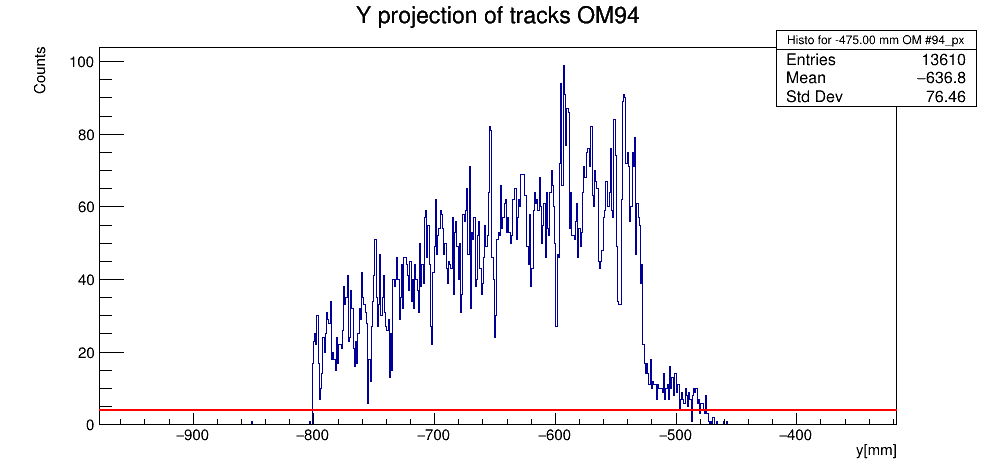 Y projection of tracks OM94
Histo for -475.00 mm OM #94_px
Entries 13610
Mean −636.8
Std Dev 76.46
Counts
100
80
60
40
20
0
−900 −800 −700 −600 −500 −400
y[mm]